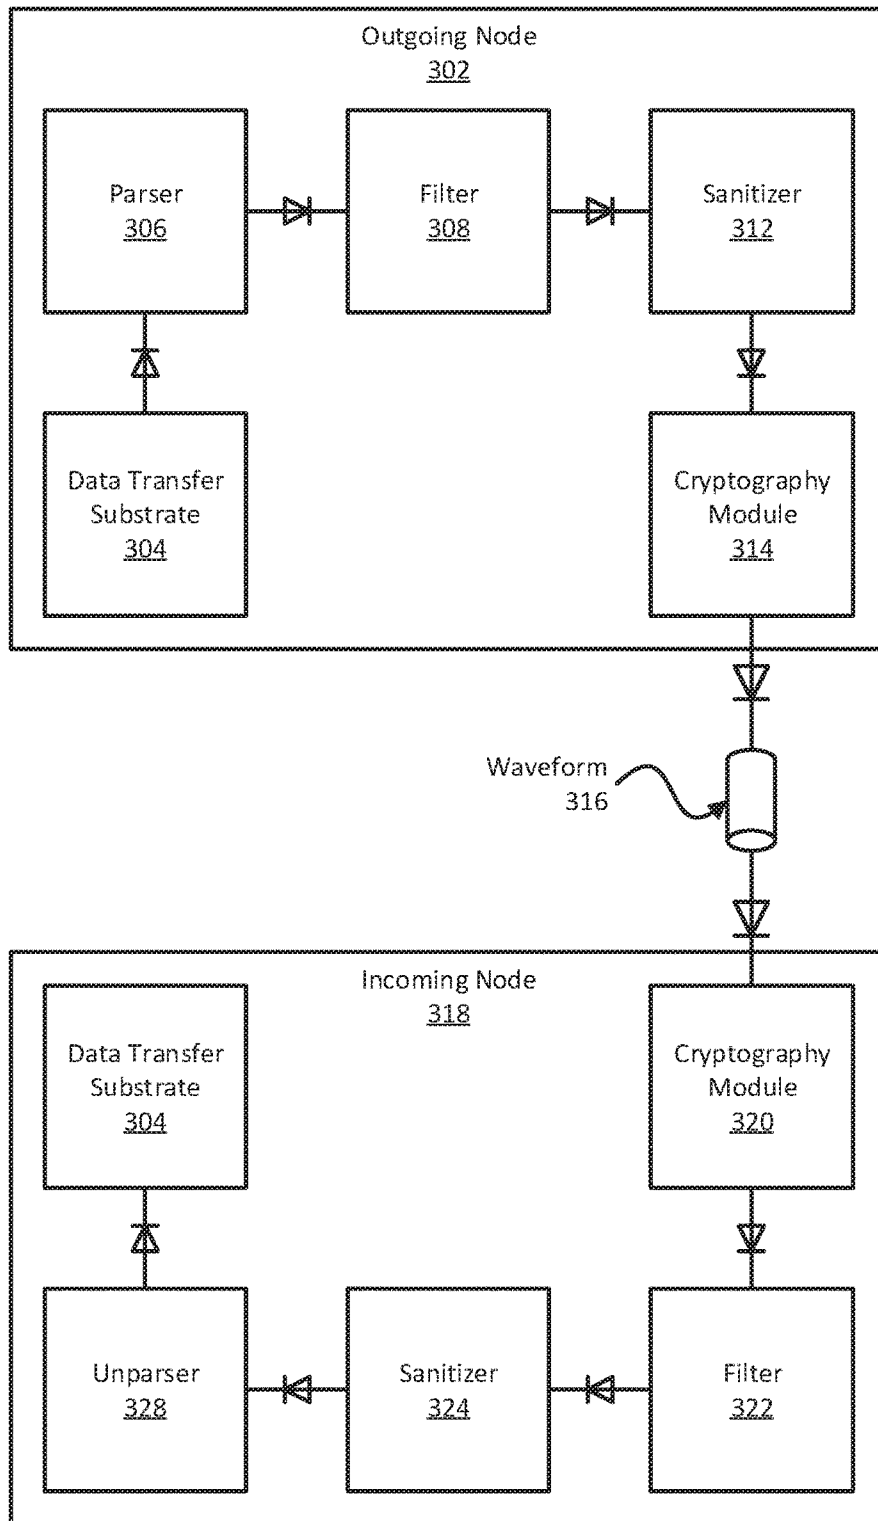 Outgoing Node
302
Parser
306
Filter
308
Sanitizer
312
Data Transfer
Substrate
304
Cryptography
Module
314
Waveform
316
Incoming Node
318
Data Transfer
Substrate
304
Cryptography
Module
320
Unparser
328
Sanitizer
324
Filter
322